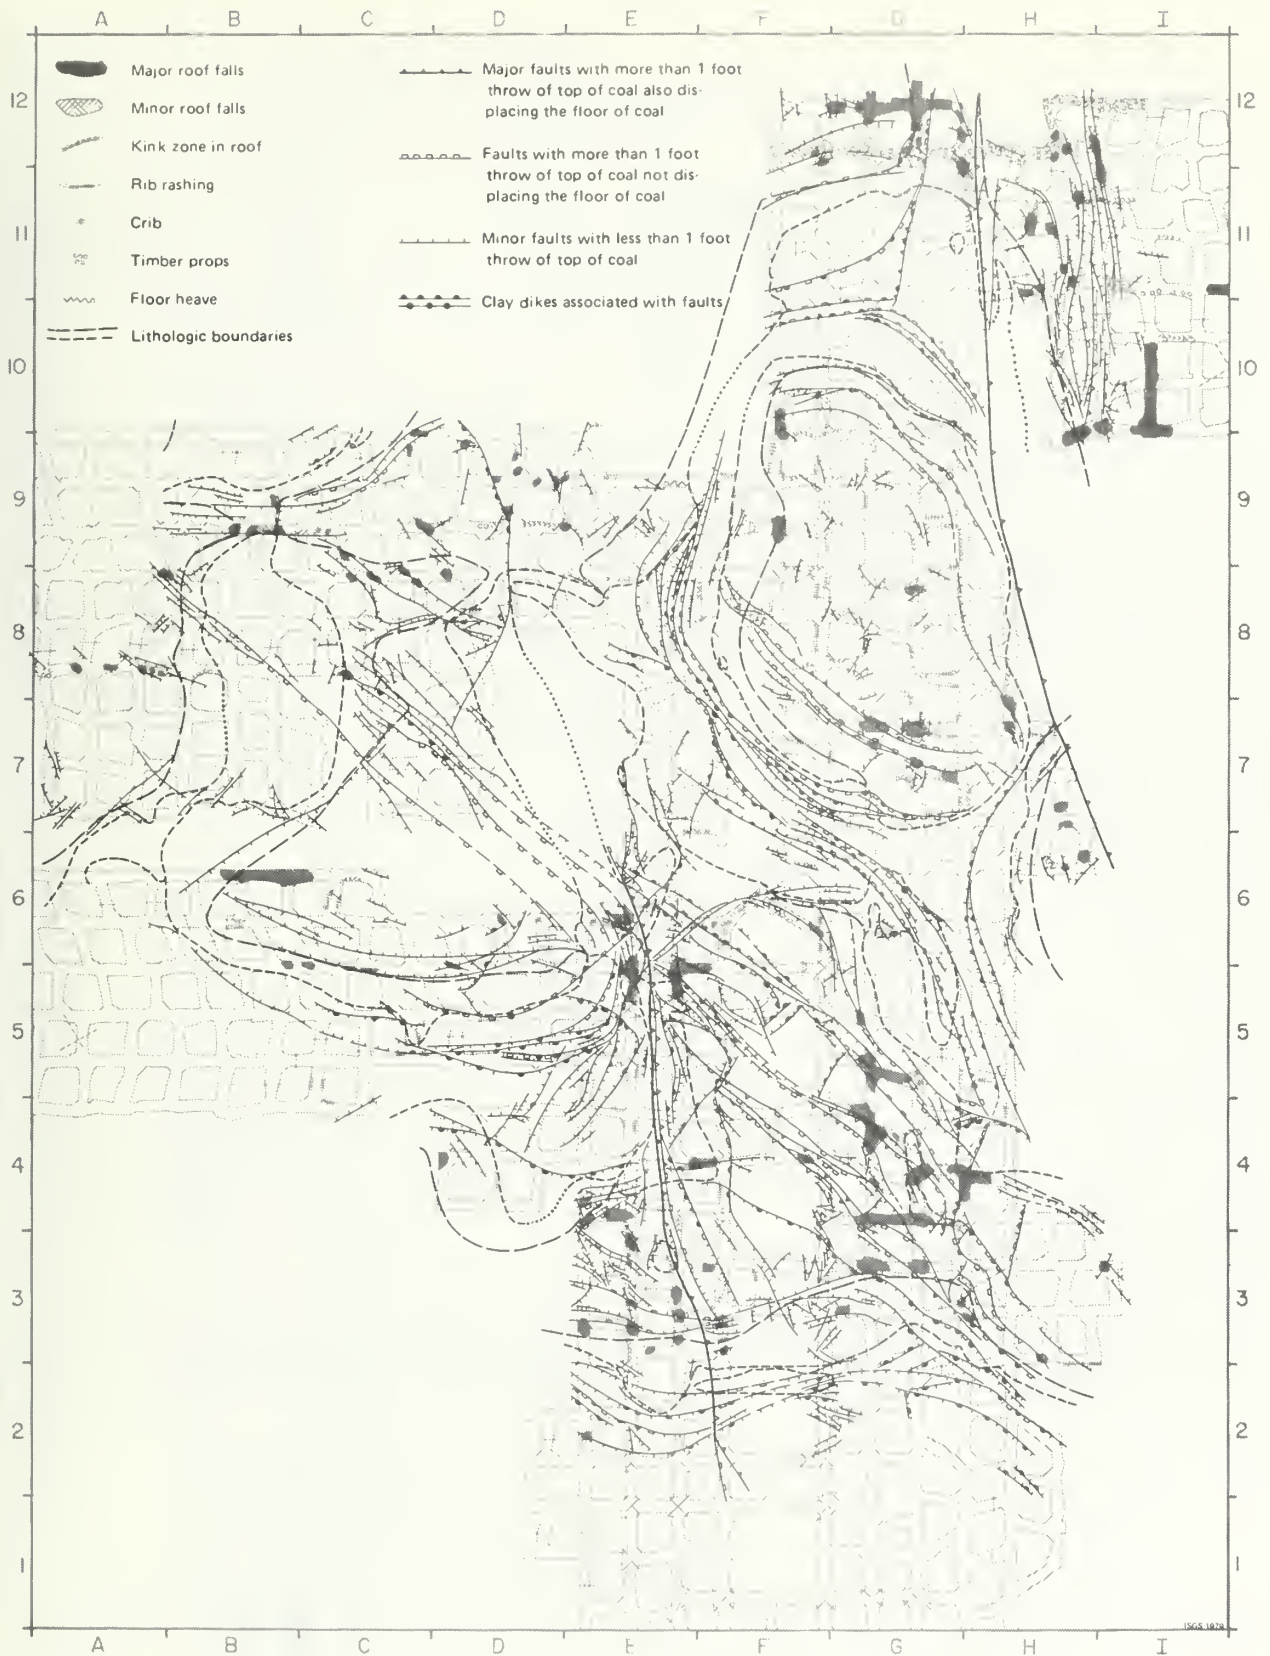 A B C D E F G H I
Major roof falls
Minor roof falls
Kink zone in roof
Rib rashing
Crib
Timber props
Floor heave
Lithologic boundaries
Major faults with more than 1 foot
throw of top of coal also dis-
placing the floor of coal
Faults with more than 1 foot
throw of top of coal not dis-
placing the floor of coal
Minor faults with less than 1 foot
throw of top of coal
Clay dikes associated with faults
12 12
11 11
10 10
9 9
8 8
7 7
6 6
5 5
4 4
3 3
2 2
1 1
ISGS 1979
A B C D E F G H I